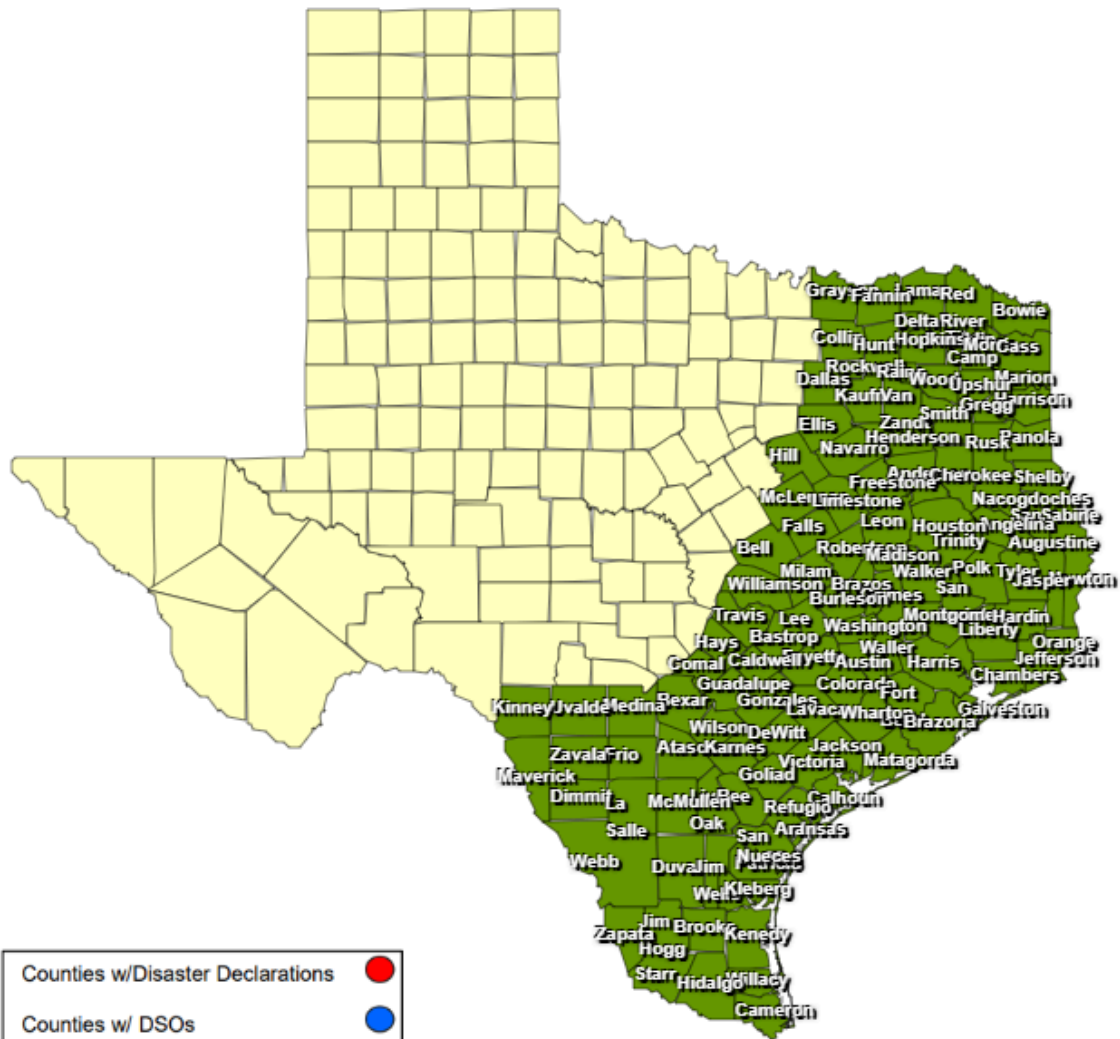 Grayson
Fannin
Lamar
Red
Bowie
Delta
River
Collin
Hunt
Hopkins
Cass
Camp
Rockwall
Rains
Wood
Upshur
Marion
Dallas
Kaufman
Van
Smith
Gregg
Harrison
Ellis
Zandt
Henderson
Rusk
Panola
Navarro
Hill
Cherokee
Shelby
Freestone
McLennan
Limestone
Nacogdoches
Sabine
Falls
Leon
Houston
Angelina
Trinity
Augustine
Bell
Robertson
Madison
Milam
Walker
Polk
Tyler
Jasper
Newton
Williamson
Brazos
San
Burleson
Grimes
Travis
Lee
Washington
Montgomery
Hardin
Liberty
Bastrop
Hays
Orange
Waller
Comal
Caldwell
Fayette
Austin
Harris
Jefferson
Chambers
Guadalupe
Colorado
Fort
Kinney
Uvalde
Medina
Bexar
Gonzales
Lavaca
Wharton
Brazoria
Galveston
Wilson
DeWitt
Zavala
Frio
Karnes
Jackson
Victoria
Matagorda
Maverick
Goliad
Dimmit
La
McMullen
Bee
Calhoun
Refugio
Salle
Oak
San
Aransas
Webb
Duval
Jim
Nueces
Wells
Kleberg
Jim
Brooks
Zapata
Kenedy
Hogg
Starr
Hidalgo
Willacy
Cameron
Counties w/Disaster Declarations
Counties w/ DSOs